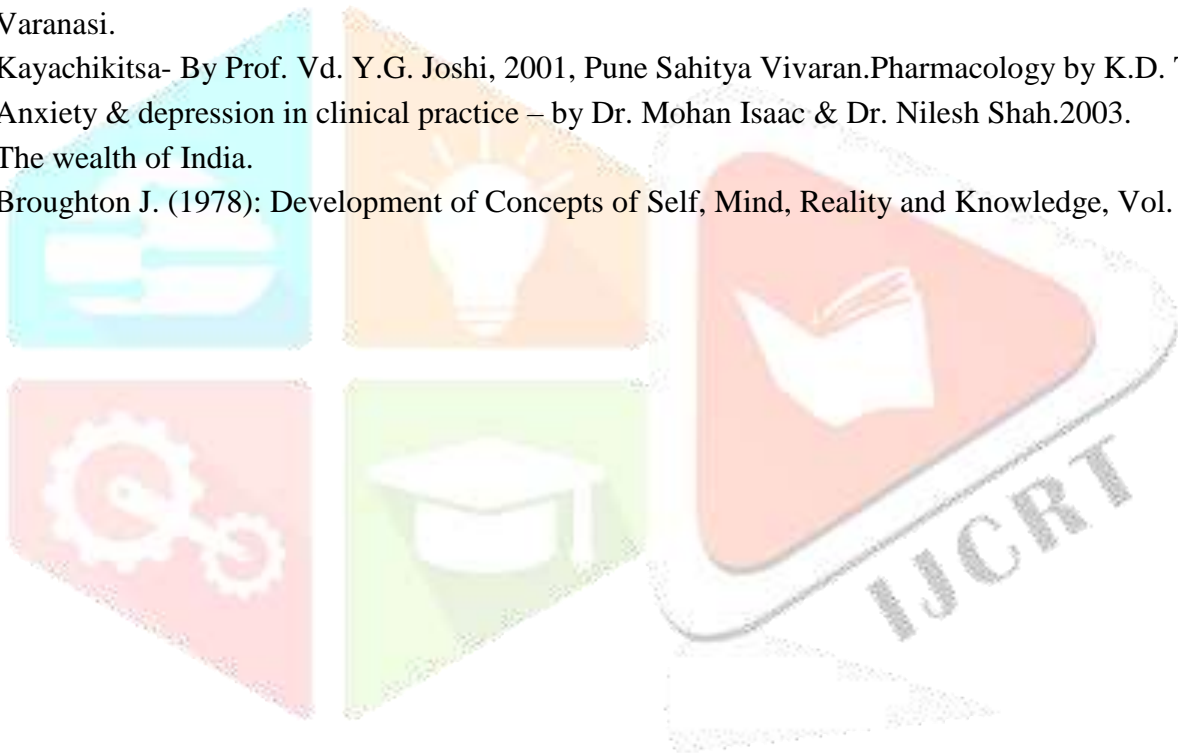 Varanasi.
Kayachikitsa- By Prof. Vd. Y.G. Joshi, 2001, Pune Sahitya Vivaran.Pharmacology by K.D.
Anxiety & depression in clinical practice – by Dr. Mohan Isaac & Dr. Nilesh Shah.2003.
The wealth of India.
Broughton J. (1978): Development of Concepts of Self, Mind, Reality and Knowledge, Vol.
IJCRT